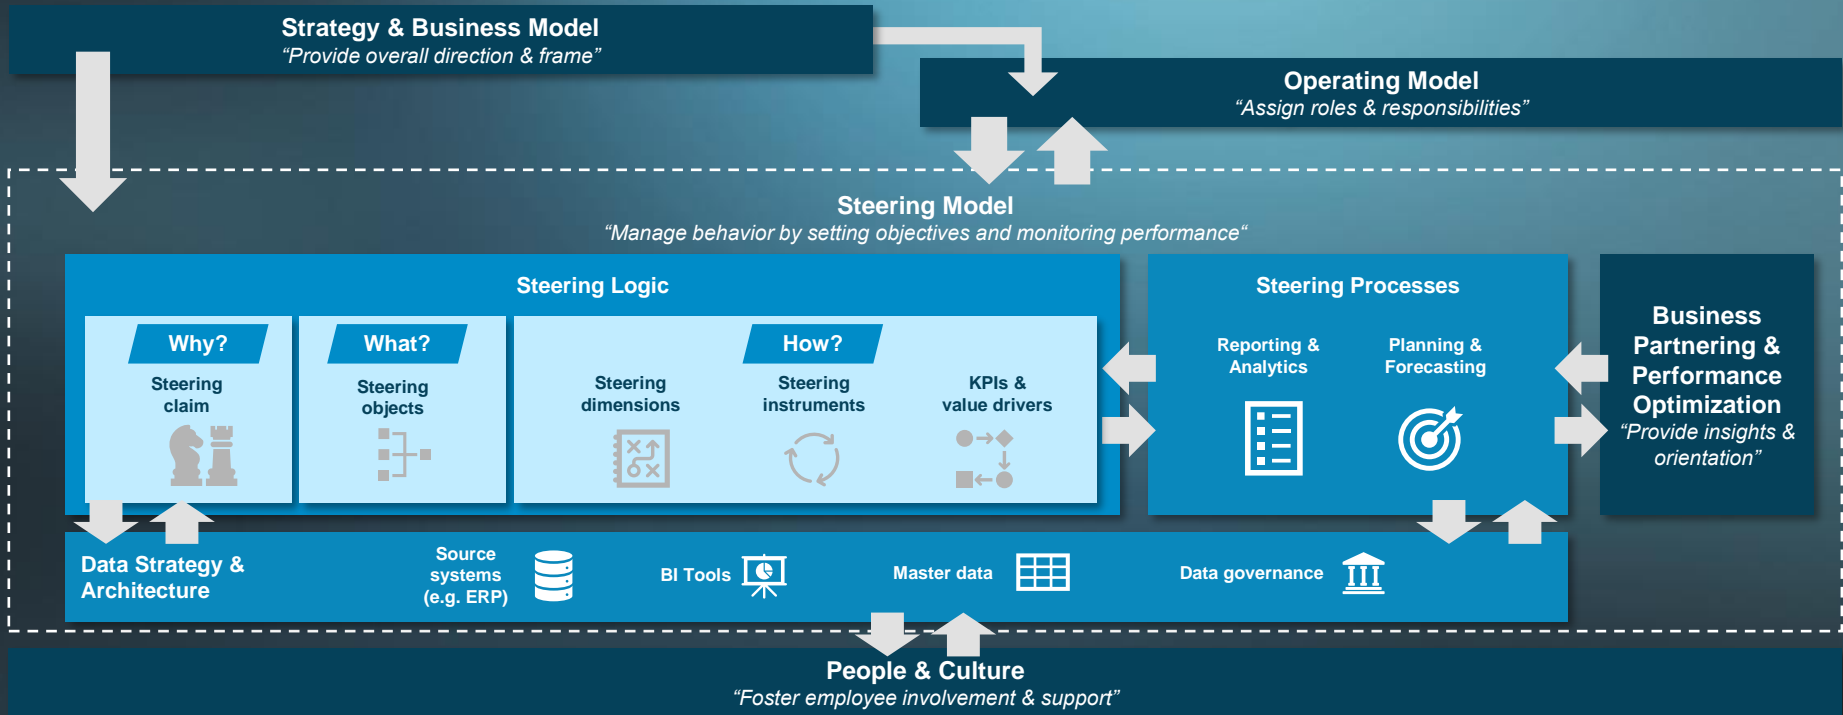 Strategy & Business Model
“Provide overall direction & frame”
Operating Model
“Assign roles & responsibilities”
Steering Model
“Manage behavior by setting objectives and monitoring performance“
Steering Logic
Why?
Steering
claim
What?
Steering
objects
How?
Steering
dimensions
Steering
instruments
KPIs &
value drivers
Steering Processes
Reporting &
Analytics
Planning &
Forecasting
Business
Partnering &
Performance
Optimization
“Provide insights &
orientation”
Data Strategy &
Architecture
Source
systems
(e.g. ERP)
BI Tools
Master data
Data governance
People & Culture
“Foster employee involvement & support”